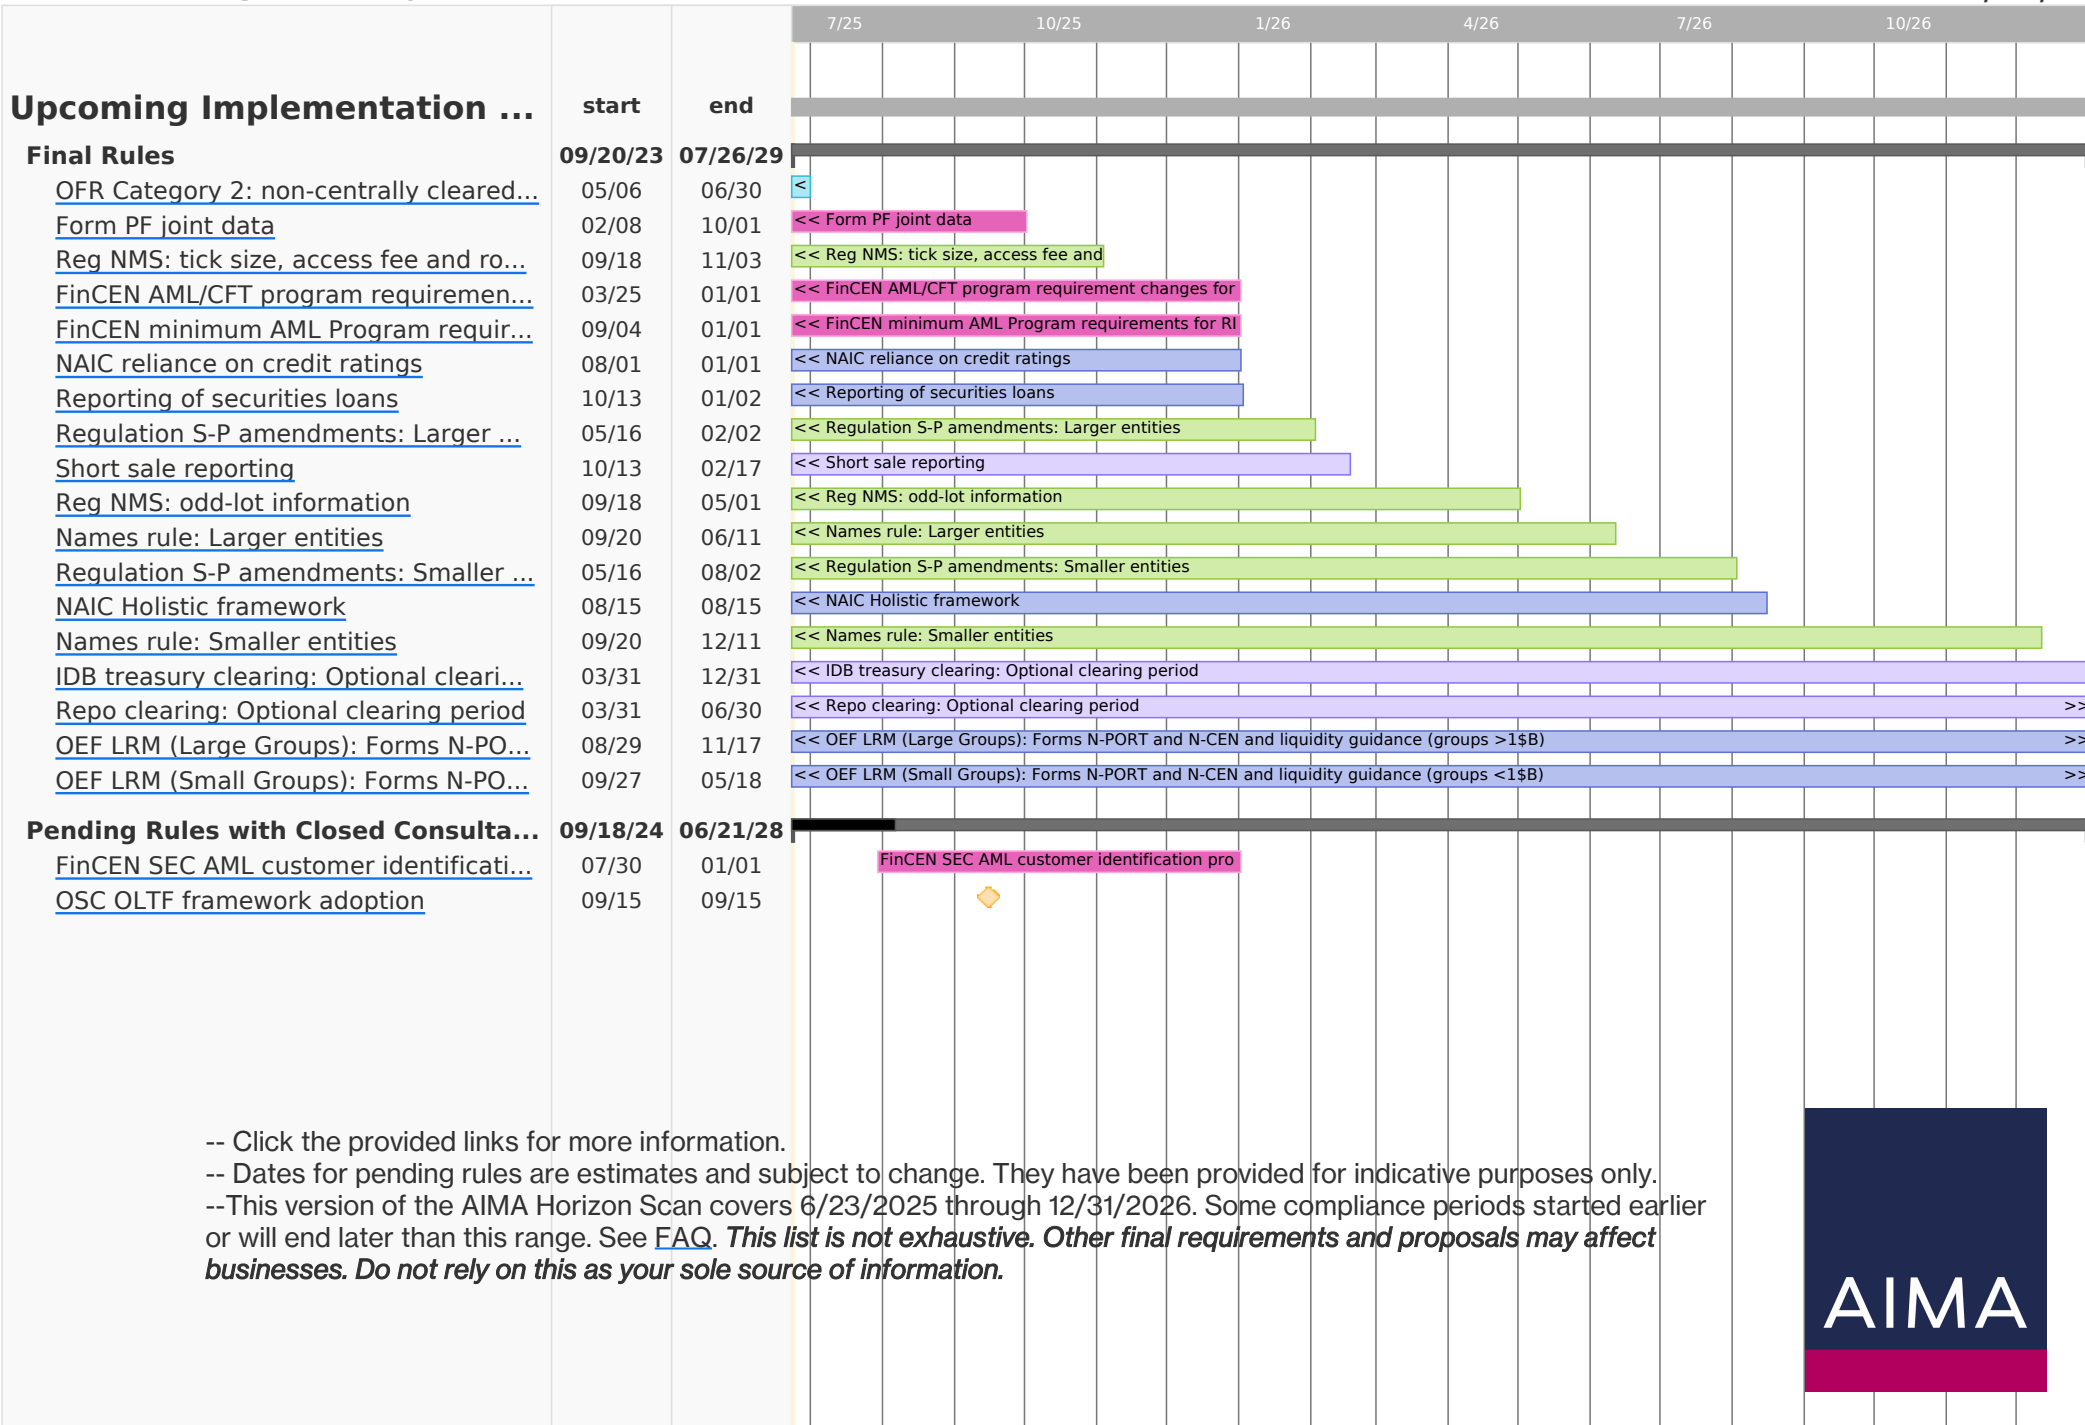 7/25 10/25 1/26 4/26 7/26 10/26
Upcoming Implementation ... start end
Final Rules 09/20/23 07/26/29
OFR Category 2: non-centrally cleared... 05/06 06/30 <
Form PF joint data 02/08 10/01 << Form PF joint data
Reg NMS: tick size, access fee and ro... 09/18 11/03 << Reg NMS: tick size, access fee and
FinCEN AML/CFT program requiremen... 03/25 01/01 << FinCEN AML/CFT program requirement changes for
FinCEN minimum AML Program requir... 09/04 01/01 << FinCEN minimum AML Program requirements for RI
NAIC reliance on credit ratings 08/01 01/01 << NAIC reliance on credit ratings
Reporting of securities loans 10/13 01/02 << Reporting of securities loans
Regulation S-P amendments: Larger ... 05/16 02/02 << Regulation S-P amendments: Larger entities
Short sale reporting 10/13 02/17 << Short sale reporting
Reg NMS: odd-lot information 09/18 05/01 << Reg NMS: odd-lot information
Names rule: Larger entities 09/20 06/11 << Names rule: Larger entities
Regulation S-P amendments: Smaller ... 05/16 08/02 << Regulation S-P amendments: Smaller entities
NAIC Holistic framework 08/15 08/15 << NAIC Holistic framework
Names rule: Smaller entities 09/20 12/11 << Names rule: Smaller entities
IDB treasury clearing: Optional cleari... 03/31 12/31 << IDB treasury clearing: Optional clearing period
Repo clearing: Optional clearing period 03/31 06/30 << Repo clearing: Optional clearing period >>
OEF LRM (Large Groups): Forms N-PO... 08/29 11/17 << OEF LRM (Large Groups): Forms N-PORT and N-CEN and liquidity guidance (groups >1$B) >>
OEF LRM (Small Groups): Forms N-PO... 09/27 05/18 << OEF LRM (Small Groups): Forms N-PORT and N-CEN and liquidity guidance (groups <1$B) >>
Pending Rules with Closed Consulta... 09/18/24 06/21/28
FinCEN SEC AML customer identificati... 07/30 01/01 FinCEN SEC AML customer identification pro
OSC OLTF framework adoption 09/15 09/15
-- Click the provided links for more information.
-- Dates for pending rules are estimates and subject to change. They have been provided for indicative purposes only.
--This version of the AIMA Horizon Scan covers 6/23/2025 through 12/31/2026. Some compliance periods started earlier
or will end later than this range. See FAQ. This list is not exhaustive. Other final requirements and proposals may affect
businesses. Do not rely on this as your sole source of information.
AIMA